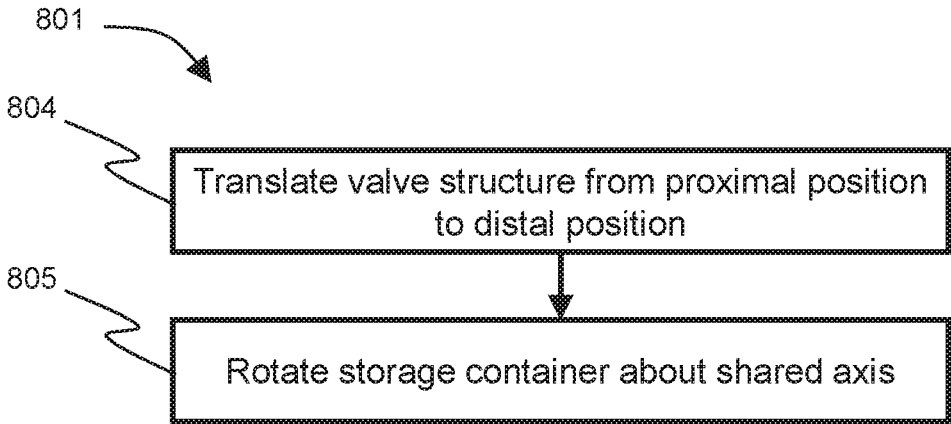 801
804
Translate valve structure from proximal position
to distal position
805
Rotate storage container about shared axis